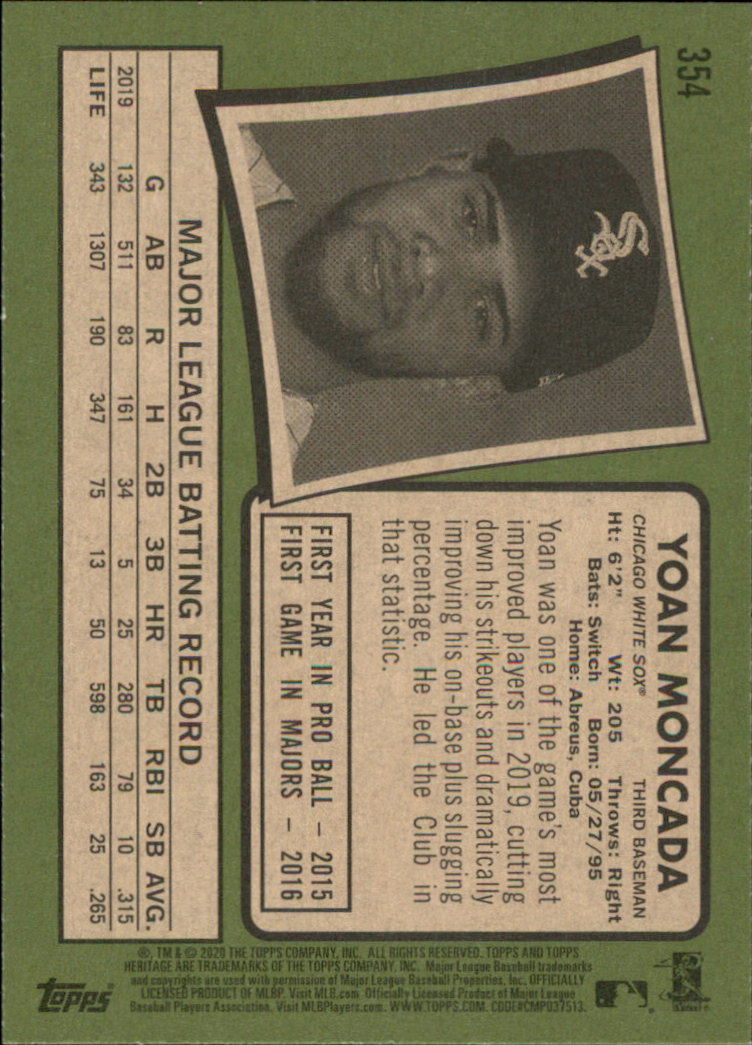 354
Sox
YOAN MONCADA
CHICAGO WHITE SOX® THIRD BASEMAN
Ht: 6'2" Wt: 205 Throws: Right
Bats: Switch Born: 05/27/95
Home: Abreus, Cuba
Yoan was one of the game's most
improved players in 2019, cutting
down his strikeouts and dramatically
improving his on-base plus slugging
percentage. He led the Club in
that statistic.
FIRST YEAR IN PRO BALL – 2015
FIRST GAME IN MAJORS – 2016
MAJOR LEAGUE BATTING RECORD
G AB R H 2B 3B HR TB RBI SB AVG.
2019 132 511 83 161 34 5 25 280 79 10 .315
LIFE 343 1307 190 347 75 13 50 598 163 25 .265
®, TM & © 2020 THE TOPPS COMPANY, INC. ALL RIGHTS RESERVED. TOPPS AND TOPPS
HERITAGE ARE TRADEMARKS OF THE TOPPS COMPANY, INC. Major League Baseball trademarks
and copyrights are used with permission of Major League Baseball Properties, Inc. OFFICIALLY
LICENSED PRODUCT OF MLBP. Visit MLB.com Officially Licensed Product of Major League
Baseball Players Association. Visit MLBPlayers.com. WWW.TOPPS.COM. CODE#CMP037513.
topps®